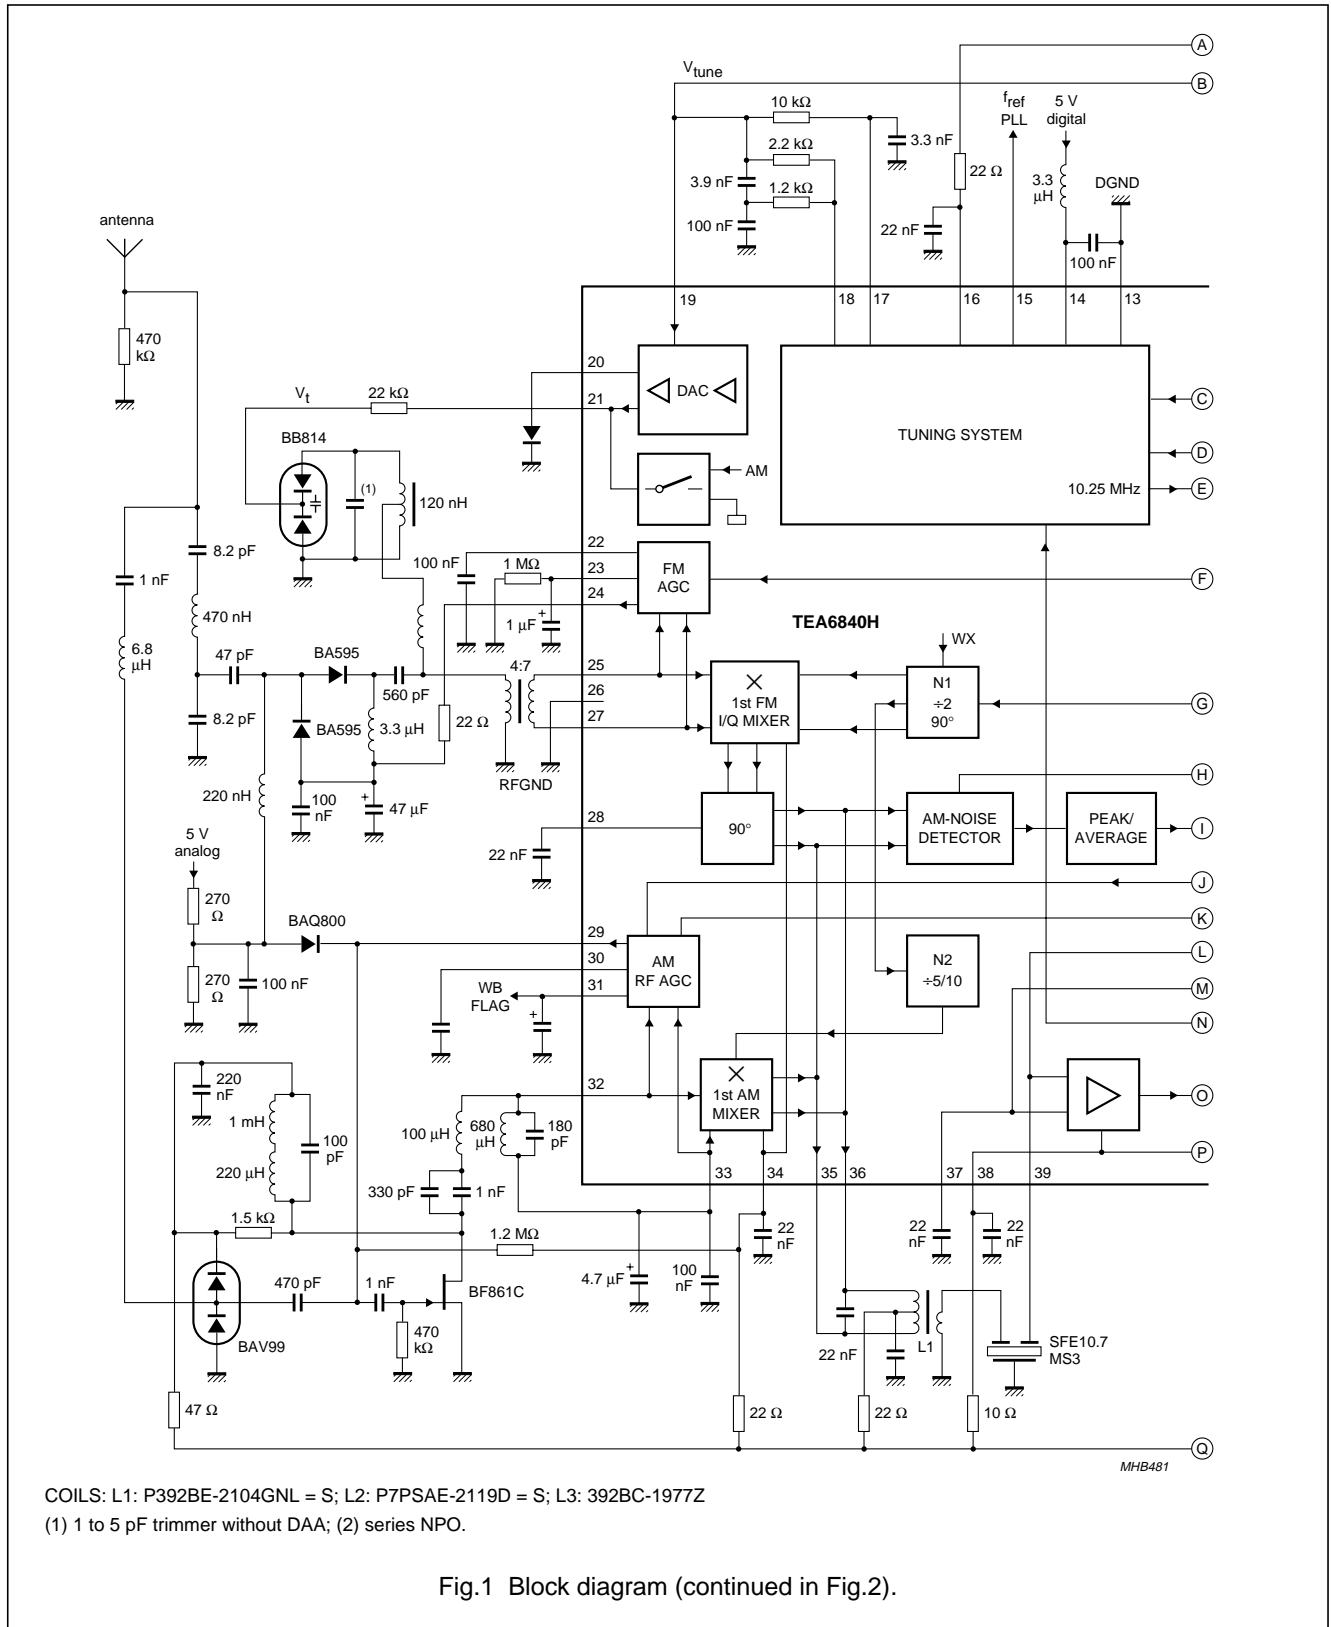 A
V_tune
B
10 kΩ
f_ref
PLL
5 V
digital
3.3 nF
2.2 kΩ
22 Ω
3.9 nF
1.2 kΩ
3.3
μH
DGND
100 nF
22 nF
100 nF
antenna
19
18
17
16
15
14
13
470
kΩ
20
V_t
22 kΩ
21
DAC
C
BB814
TUNING SYSTEM
D
AM
(1)
120 nH
10.25 MHz
E
8.2 pF
22
100 nF
1 MΩ
23
FM
AGC
F
1 nF
24
470 nH
1 μF
+
TEA6840H
WX
6.8
μH
47 pF
BA595
4:7
25
560 pF
26
1st FM
I/Q MIXER
N1
÷2
90°
G
8.2 pF
BA595
3.3 μH
22 Ω
27
RFGND
H
220 nH
100
nF
+
47 μF
28
90°
AM-NOISE
DETECTOR
PEAK/
AVERAGE
I
5 V
analog
22 nF
J
270
Ω
BAQ800
29
K
30
AM
RF AGC
N2
÷5/10
L
270
Ω
100 nF
WB
FLAG
31
M
+
N
220
nF
32
1st AM
MIXER
O
1 mH
100
pF
100 μH
680
μH
180
pF
220 μH
P
33
34
35
36
37
38
39
330 pF
1 nF
1.5 kΩ
1.2 MΩ
22
nF
22
nF
22
nF
470 pF
1 nF
BF861C
4.7 μF
+
100
nF
470
kΩ
BAV99
22 nF
L1
SFE10.7
MS3
47 Ω
22 Ω
22 Ω
10 Ω
Q
MHB481
COILS: L1: P392BE-2104GNL = S; L2: P7PSAE-2119D = S; L3: 392BC-1977Z
(1) 1 to 5 pF trimmer without DAA; (2) series NPO.
Fig.1 Block diagram (continued in Fig.2).